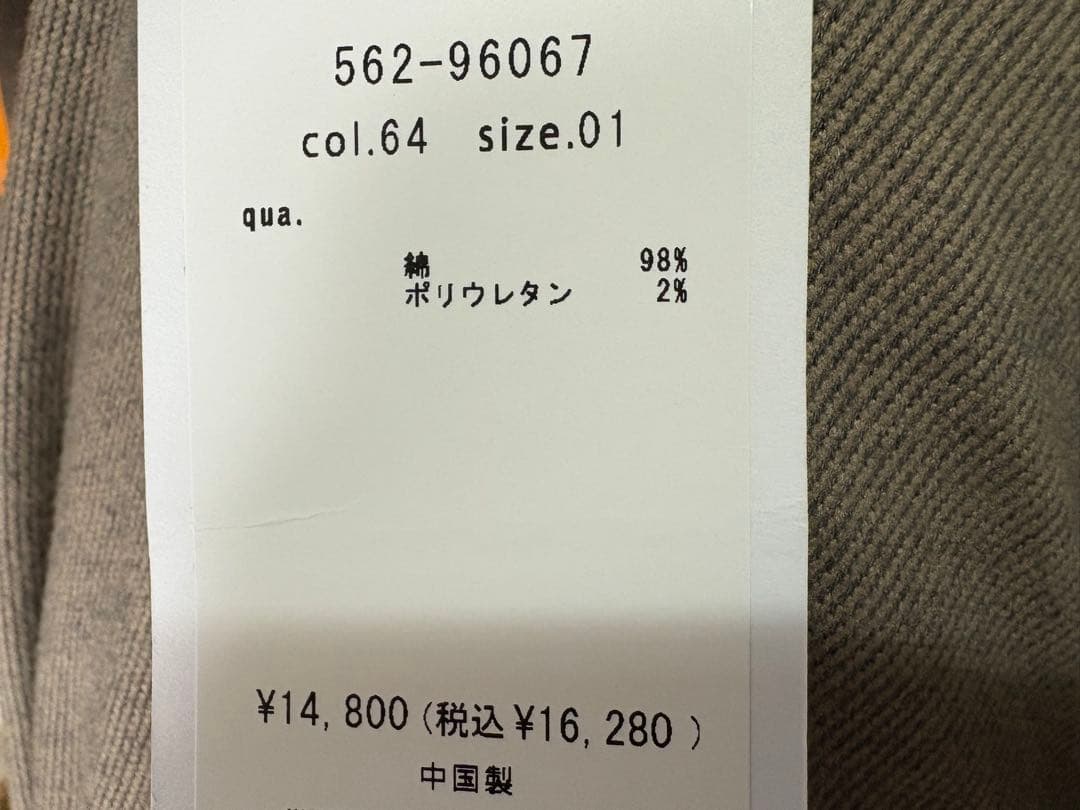 562-96067
col.64 size.01
qua.
綿 98%
ポリウレタン 2%
¥14,800(税込¥16,280)
中国製